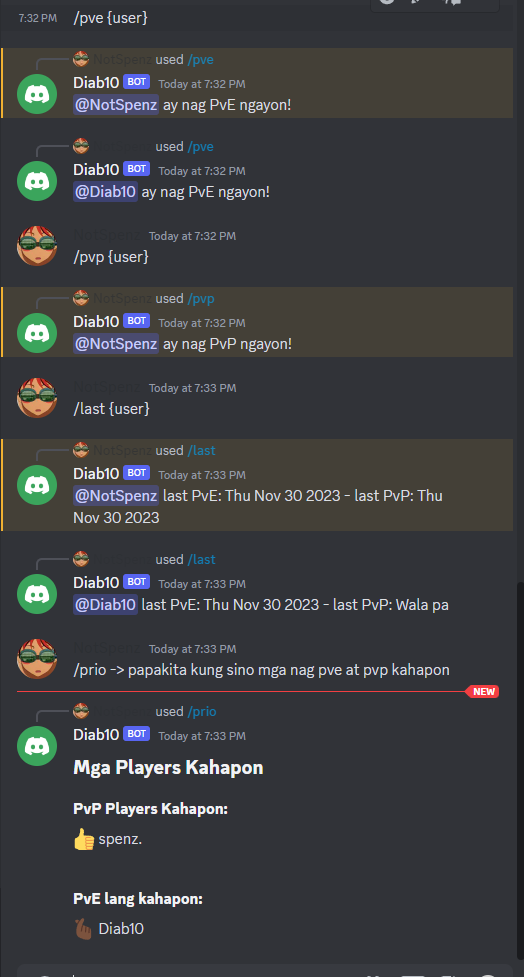 7:32 PM /pve {user}
NotSpenz used /pve
Diab10 BOT Today at 7:32 PM
@NotSpenz ay nag PvE ngayon!
used /pve
Diab10 BOT Today at 7:32 PM
@Diab10 ay nag PvE ngayon!
NotSpenz Today at 7:32 PM
/pvp {user}
NotSpenz used /pvp
Diab10 BOT Today at 7:32 PM
@NotSpenz ay nag PvP ngayon!
NotSpenz Today at 7:33 PM
/last {user}
NotSpenz used /last
Diab10 BOT Today at 7:33 PM
@NotSpenz last PvE: Thu Nov 30 2023 - last PvP: Thu
Nov 30 2023
used /last
Diab10 BOT Today at 7:33 PM
@Diab10 last PvE: Thu Nov 30 2023 - last PvP: Wala pa
NotSpenz Today at 7:33 PM
/prio -> papakita kung sino mga nag pve at pvp kahapon
NEW
used /prio
Diab10 BOT Today at 7:33 PM
Mga Players Kahapon
PvP Players Kahapon:
👍 spenz.
PvE lang kahapon:
🫰🏾 Diab10